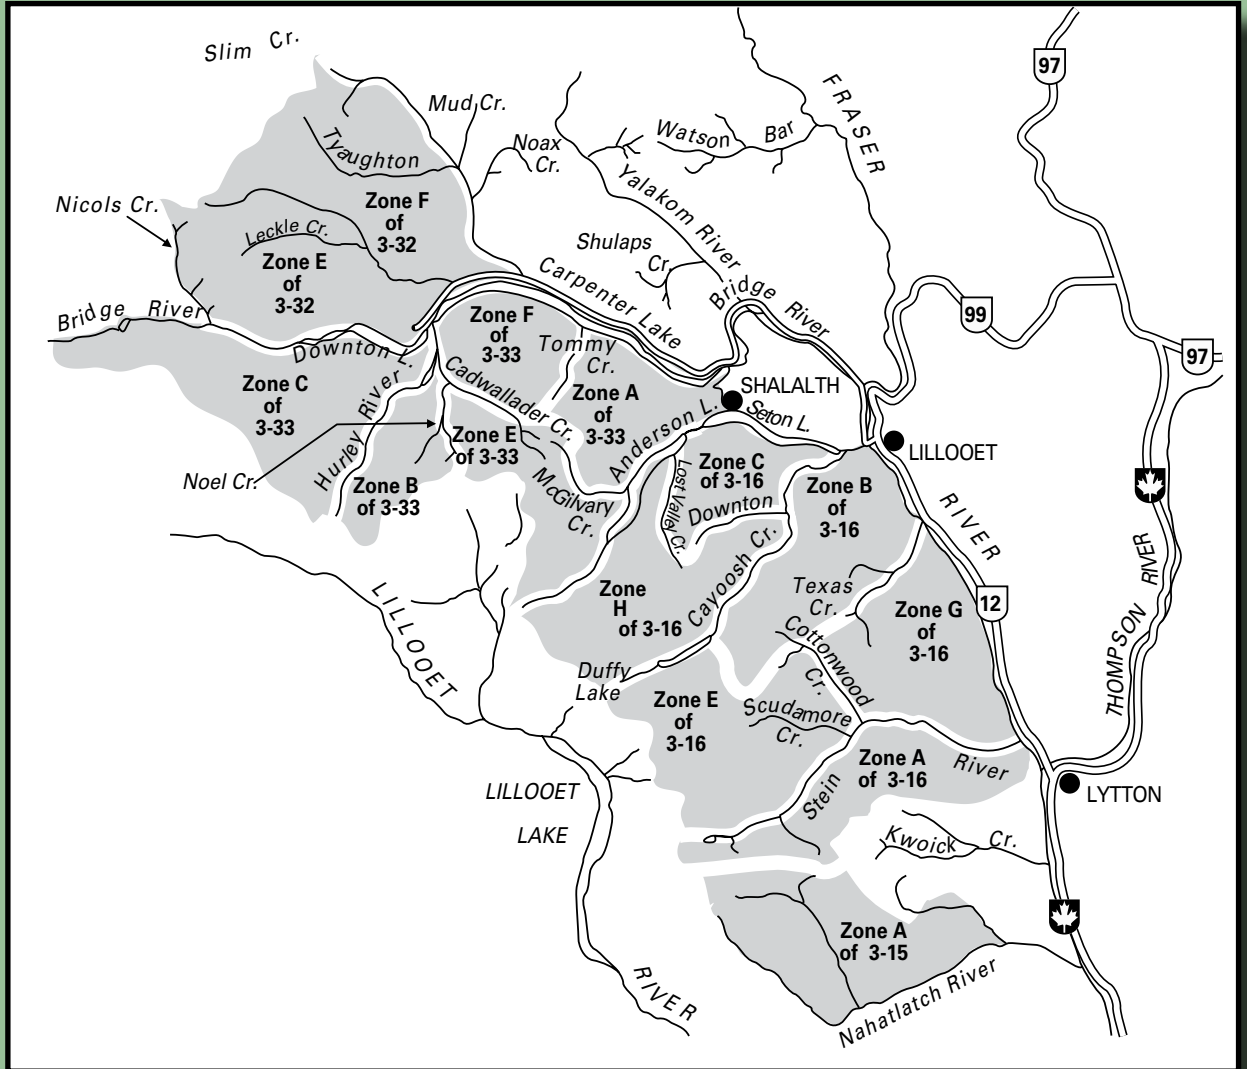 Slim Cr.
97
FRASER
Mud Cr.
Noax
Cr.
Watson Bar
Tyaughton
Yalakom River
Nicols Cr.
Zone F
of
3-32
Leckle Cr.
Shulaps
Cr.
Zone E
of
3-32
Carpenter Lake
Bridge River
Bridge River
99
97
Zone F
of
3-33
Tommy
Cr.
Downton L.
Cadwallader Cr.
Zone C
of
3-33
Hurley River
Zone A
of
3-33
Anderson L.
SHALALTH
Seton L.
LILLOOET
Zone E
of 3-33
Noel Cr.
Zone B
of 3-33
McGilvary
Cr.
Lost Valley Cr.
Zone C
of 3-16
Downton
Zone B
of
3-16
RIVER
Cayoosh Cr.
THOMPSON RIVER
LILLOOET
Zone
H
of 3-16
Texas
Cr.
12
Zone G
of
3-16
Cottonwood
Cr.
Duffy
Lake
Zone E
of
3-16
Scudamore
Cr.
Zone A
of 3-16
River
Stein
LYTTON
LILLOOET
LAKE
Kwoick Cr.
Zone A
of 3-15
RIVER
Nahatlatch River